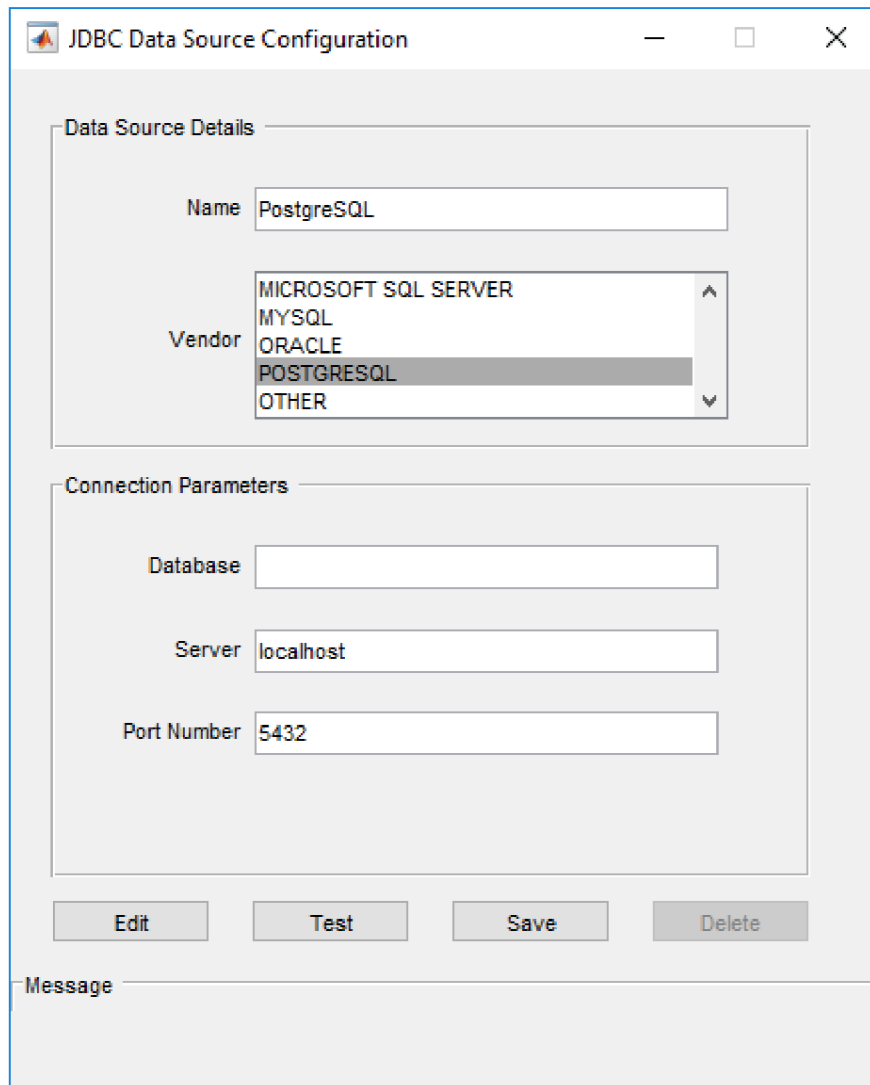 JDBC Data Source Configuration
Data Source Details
Name PostgreSQL
MICROSOFT SQL SERVER
MYSQL
Vendor
ORACLE
POSTGRESQL
OTHER
Connection Parameters
Database
Server localhost
Port Number 5432
Edit Test Save Delete
Message